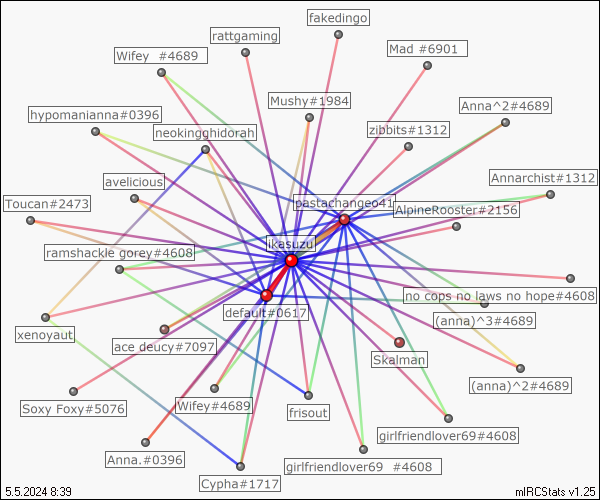 fakedingo
rattgaming
Mad #6901
Wifey #4689
Mushy#1984
Anna^2#4689
hypomanianna#0396
neokingghidorah
zibbits#1312
avelicious
Annarchist#1312
Toucan#2473
pastachangeo41
AlpineRooster#2156
ikasuzu
ramshackle gorey#4608
no cops no laws no hope#4608
default#0617
(anna)^3#4689
xenoyaut
ace deucy#7097
Skalman
(anna)^2#4689
Soxy Foxy#5076
Wifey#4689
frisout
girlfriendlover69#4608
Anna.#0396
girlfriendlover69 #4608
Cypha#1717
5.5.2024 8:39
mIRCStats v1.25